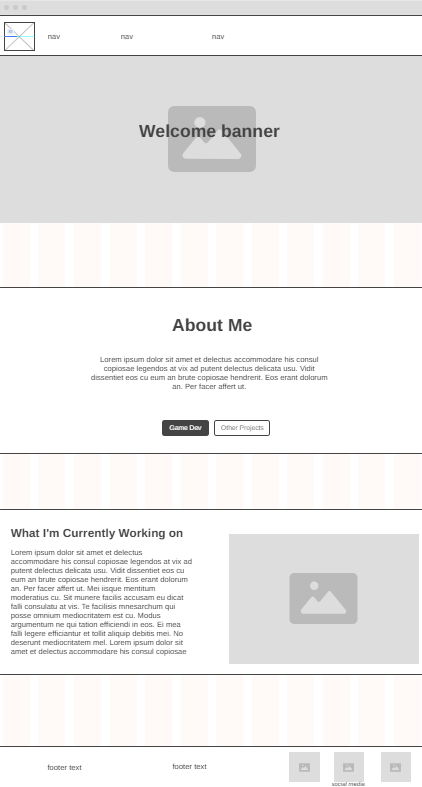 nav
nav
nav
Welcome banner
About Me
Lorem ipsum dolor sit amet et delectus accommodare his consul
copiosae legendos at vix ad putent delectus delicata usu. Vidit
dissentiet eos cu eum an brute copiosae hendrerit. Eos erant dolorum
an. Per facer affert ut.
Game Dev
Other Projects
What I'm Currently Working on
Lorem ipsum dolor sit amet et delectus
accommodare his consul copiosae legendos at vix ad
putent delectus delicata usu. Vidit dissentiet eos cu
eum an brute copiosae hendrerit. Eos erant dolorum
an. Per facer affert ut. Mei iisque mentitum
moderatius cu. Sit munere facilis accusam eu dicat
falli consulatu at vis. Te facilisis mnesarchum qui
posse omnium mediocritatem est cu. Modus
argumentum ne qui tation efficiendi in eos. Ei mea
falli legere efficiantur et tollit aliquip debitis mei. No
deserunt mediocritatem mel. Lorem ipsum dolor sit
amet et delectus accommodare his consul copiosae
footer text
footer text
social media